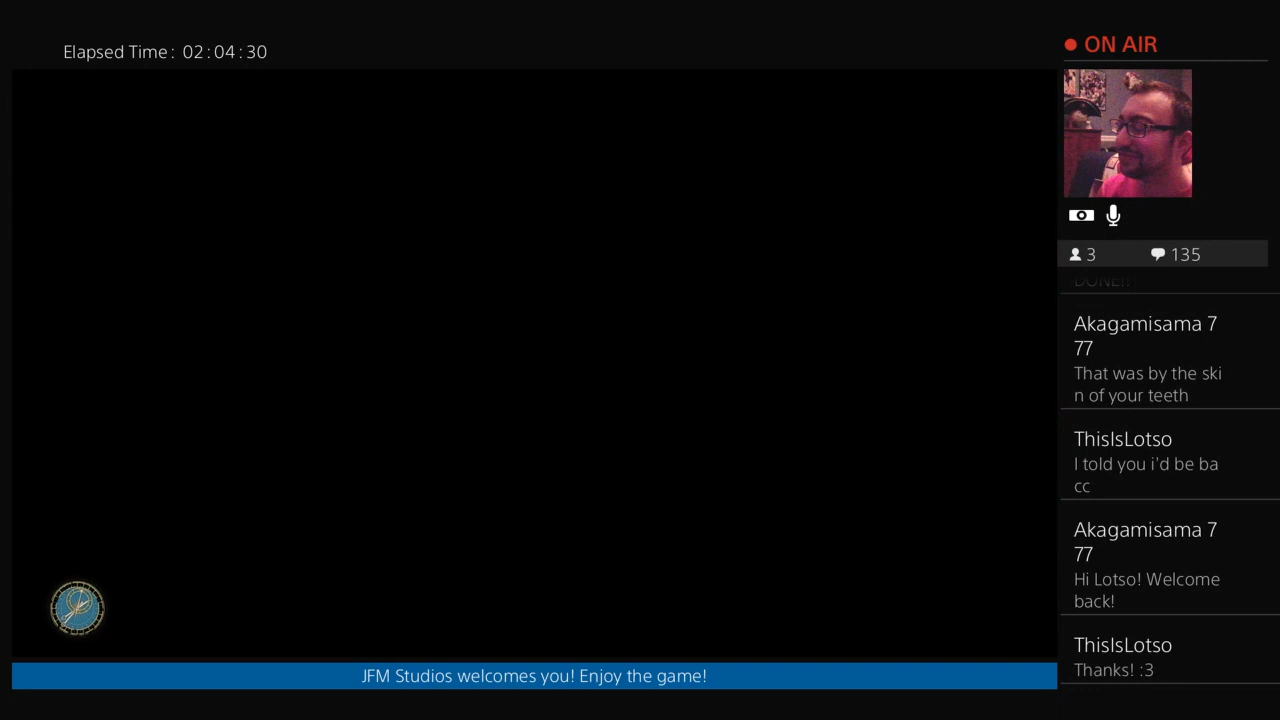 Elapsed Time: 02:04:30
ON AIR
3 135
DONE!!
Akagamisama 7
77
That was by the ski
n of your teeth
ThisIsLotso
I told you i'd be ba
cc
Akagamisama 7
77
Hi Lotso! Welcome
back!
ThisIsLotso
Thanks! :3
JFM Studios welcomes you! Enjoy the game!